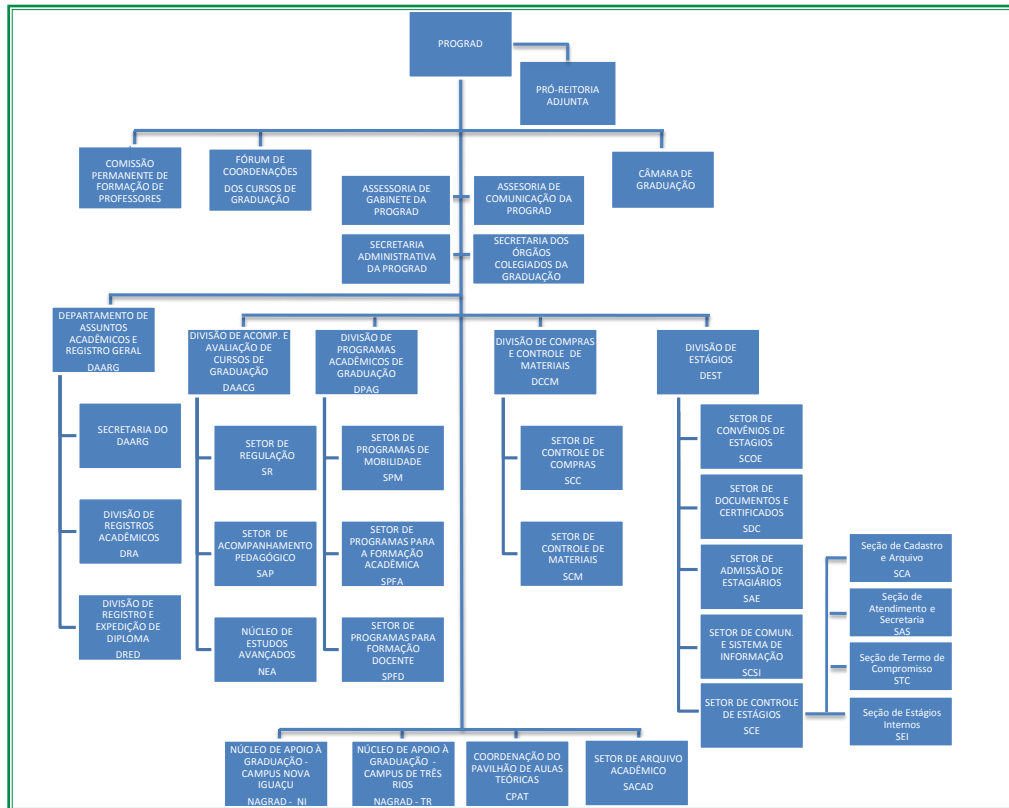 PROGRAD
PRÓ-REITORIA
ADJUNTA
COMISSÃO
PERMANENTE DE
FORMAÇÃO DE
PROFESSORES
FÓRUM DE
COORDENAÇÕES
DOS CURSOS DE
GRADUAÇÃO
CÂMARA DE
GRADUAÇÃO
ASSESSORIA DE
GABINETE DA
PROGRAD
ASSESORIA DE
COMUNICAÇÃO DA
PROGRAD
SECRETARIA
ADMINISTRATIVA
DA PROGRAD
SECRETARIA DOS
ÓRGÃOS
COLEGIADOS DA
GRADUAÇÃO
DEPARTAMENTO DE
ASSUNTOS
ACADÊMICOS E
REGISTRO GERAL
DAARG
SECRETARIA DO
DAARG
DIVISÃO DE
REGISTROS
ACADÊMICOS
DRA
DIVISÃO DE
REGISTRO E
EXPEDIÇÃO DE
DIPLOMA
DRED
DIVISÃO DE ACOMP. E
AVALIAÇÃO DE
CURSOS DE
GRADUAÇÃO
DAACG
SETOR DE
REGULAÇÃO
SR
SETOR DE
ACOMPANHAMENTO
PEDAGÓGICO
SAP
NÚCLEO DE
ESTUDOS
AVANÇADOS
NEA
DIVISÃO DE
PROGRAMAS
ACADÊMICOS DE
GRADUAÇÃO
DPAG
SETOR DE
PROGRAMAS DE
MOBILIDADE
SPM
SETOR DE
PROGRAMAS PARA
A FORMAÇÃO
ACADÊMICA
SPFA
SETOR DE
PROGRAMAS PARA
FORMAÇÃO
DOCENTE
SPFD
DIVISÃO DE COMPRAS
E CONTROLE DE
MATERIAIS
DCCM
SETOR DE
CONTROLE DE
COMPRAS
SCC
SETOR DE
CONTROLE DE
MATERIAIS
SCM
DIVISÃO DE
ESTÁGIOS
DEST
SETOR DE
CONVÊNIOS DE
ESTAGIOS
SCOE
SETOR DE
DOCUMENTOS E
CERTIFICADOS
SDC
SETOR DE
ADMISSÃO DE
ESTAGIÁRIOS
SAE
SETOR DE COMUN.
E SISTEMA DE
INFORMAÇÃO
SCSI
SETOR DE CONTROLE
DE ESTÁGIOS
SCE
Seção de Cadastro
e Arquivo
SCA
Seção de
Atendimento e
Secretaria
SAS
Seção de Termo de
Compromisso
STC
Seção de Estágios
Internos
SEI
NÚCLEO DE APOIO À
GRADUAÇÃO -
CAMPUS NOVA
IGUAÇU
NAGRAD - NI
NÚCLEO DE APOIO À
GRADUAÇÃO -
CAMPUS DE TRÊS
RIOS
NAGRAD - TR
COORDENAÇÃO DO
PAVILHÃO DE AULAS
TEÓRICAS
CPAT
SETOR DE ARQUIVO
ACADÊMICO
SACAD